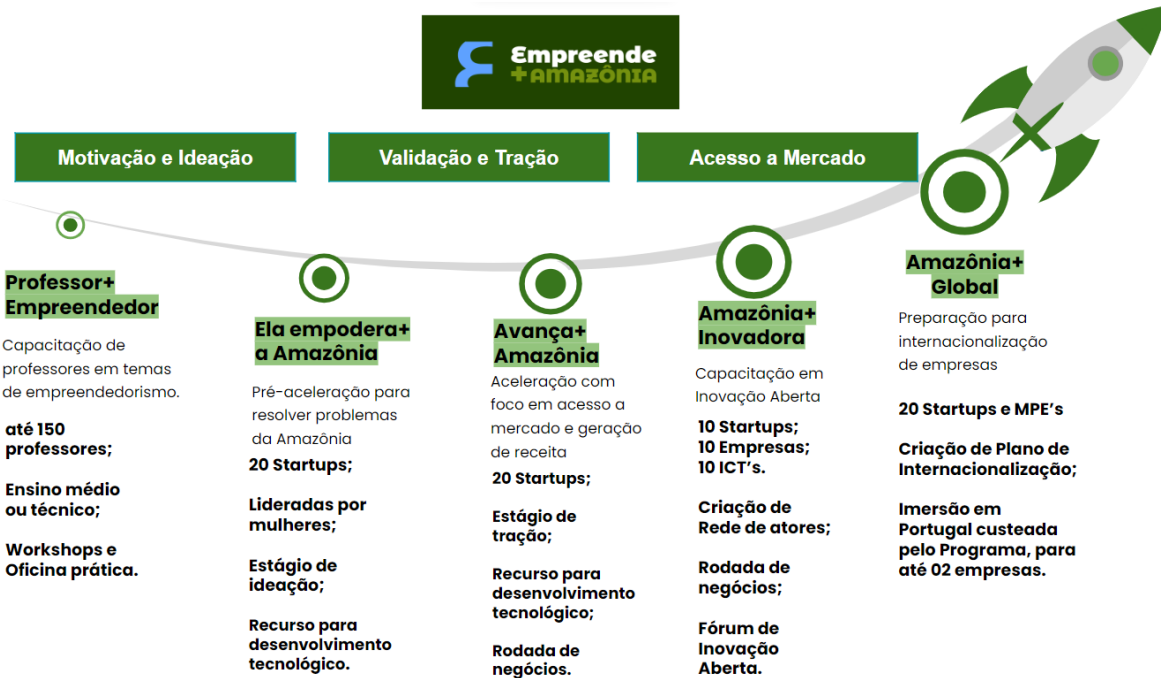 Empreende
+AMAZÔNIA
Motivação e Ideação
Validação e Tração
Acesso a Mercado
Professor+
Empreendedor
Capacitação de
professores em temas
de empreendedorismo.
até 150
professores;
Ensino médio
ou técnico;
Workshops e
Oficina prática.
Ela empodera+
a Amazônia
Pré-aceleração para
resolver problemas
da Amazônia
20 Startups;
Lideradas por
mulheres;
Estágio de
ideação;
Recurso para
desenvolvimento
tecnológico.
Avança+
Amazônia
Aceleração com
foco em acesso a
mercado e geração
de receita
20 Startups;
Estágio de
tração;
Recurso para
desenvolvimento
tecnológico;
Rodada de
negócios.
Amazônia+
Inovadora
Capacitação em
Inovação Aberta
10 Startups;
10 Empresas;
10 ICT’s.
Criação de
Rede de atores;
Rodada de
negócios;
Fórum de
Inovação
Aberta.
Amazônia+
Global
Preparação para
internacionalização
de empresas
20 Startups e MPE’s
Criação de Plano de
Internacionalização;
Imersão em
Portugal custeada
pelo Programa, para
até 02 empresas.